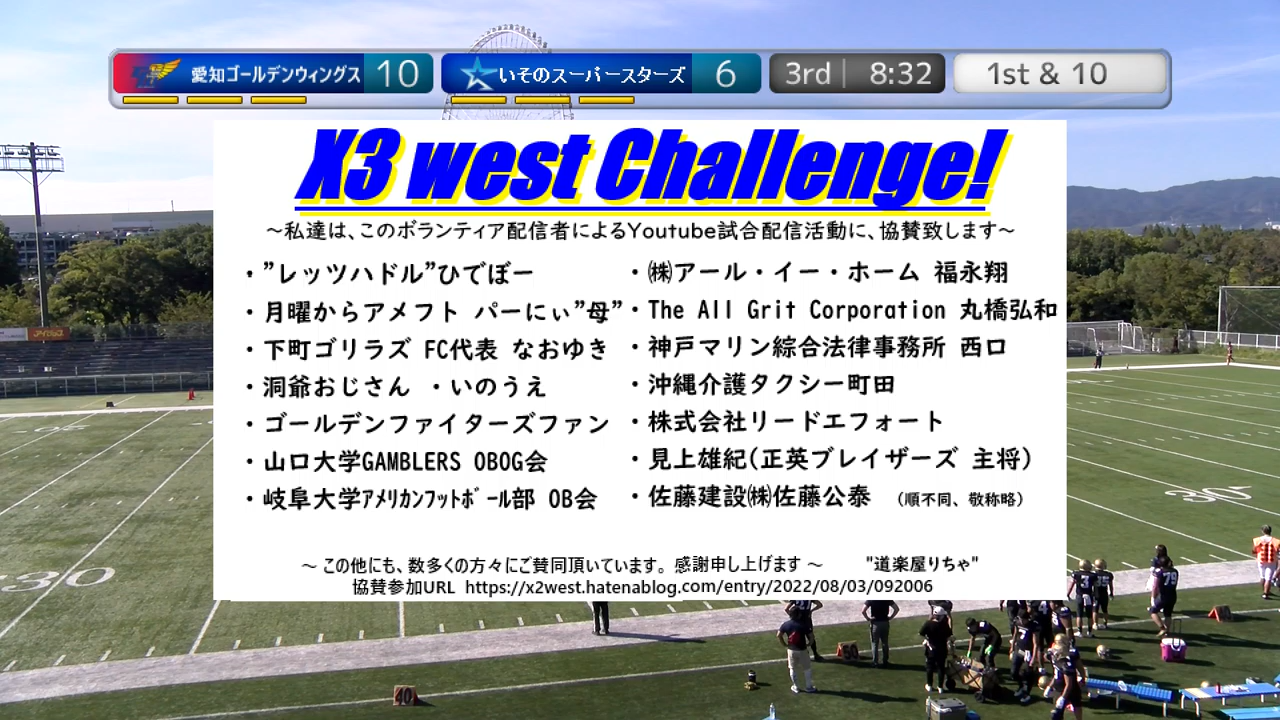 愛知ゴールデンウィングス 10 いそのスーパースターズ 6 3rd 8:32 1st & 10
X3 west Challenge!
～私達は、このボランティア配信者によるYoutube試合配信活動に、協賛致します～
・”レッツハドル”ひでぼー
・月曜からアメフト パーにぃ”母”
・下町ゴリラズ FC代表 なおゆき
・洞爺おじさん ・いのうえ
・ゴールデンファイターズファン
・山口大学GAMBLERS OBOG会
・岐阜大学ｱﾒﾘｶﾝﾌｯﾄﾎﾞｰﾙ部 OB会
・㈱アール・イー・ホーム 福永翔
・The All Grit Corporation 丸橋弘和
・神戸マリン綜合法律事務所 西口
・沖縄介護タクシー町田
・株式会社リードエフォート
・見上雄紀(正英ブレイザーズ 主将)
・佐藤建設㈱佐藤公泰 （順不同、敬称略）
～ この他にも、数多くの方々にご賛同頂いています。感謝申し上げます ～ "道楽屋りちゃ"
協賛参加URL https://x2west.hatenablog.com/entry/2022/08/03/092006
30
30
79
40